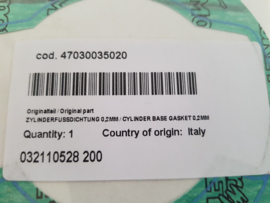 cod. 47030035020
Originalteil / Original part
ZYLINDERFUSSDICHTUNG 0,2MM / CYLINDER BASE GASKET 0,2MM
Quantity: 1 Country of origin: Italy
032110528 200